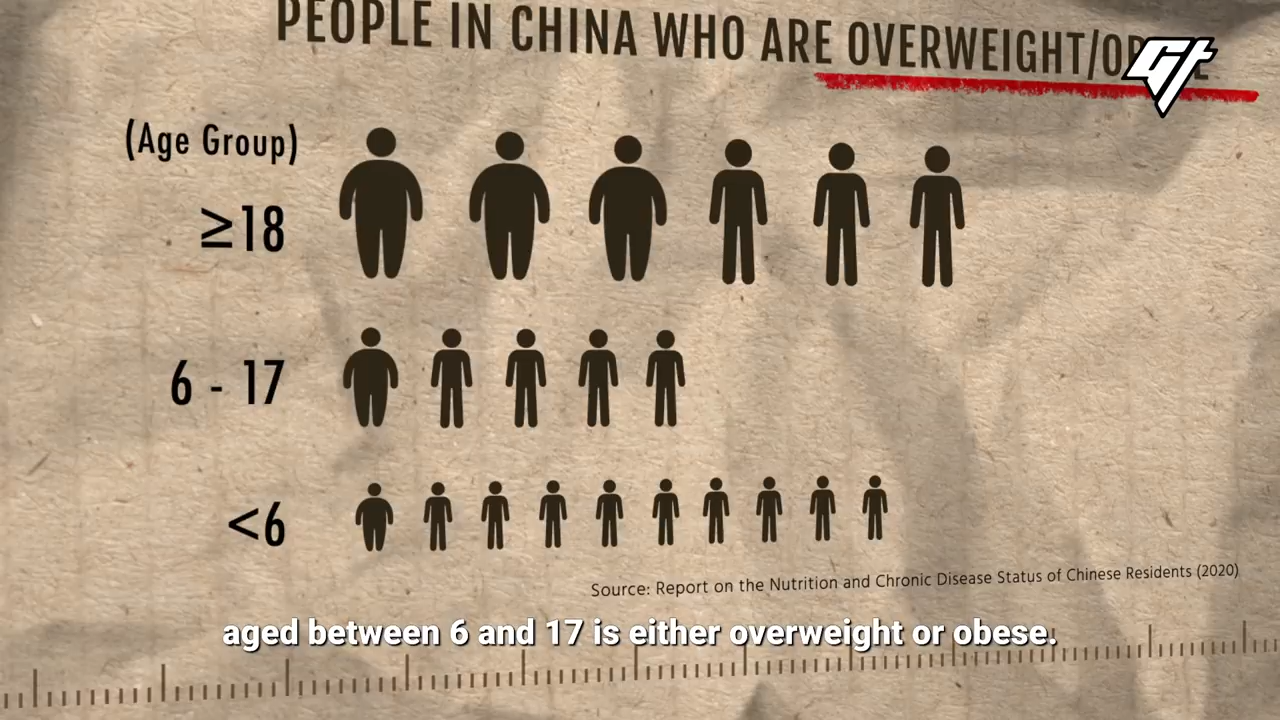 PEOPLE IN CHINA WHO ARE OVERWEIGHT/
(Age Group)
≥18
6 - 17
<6
Source: Report on the Nutrition and Chronic Disease Status of Chinese Residents (2020)
aged between 6 and 17 is either overweight or obese.